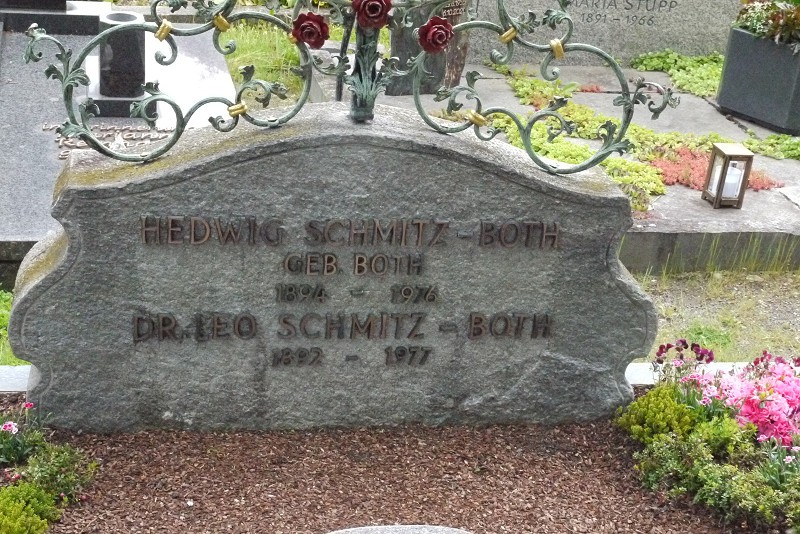 MARIA STUPP
1891-1966
HEDWIG SCHMITZ-BOTH
GEB. BOTH
1894 - 1976
DR. LEO SCHMITZ-BOTH
1892 - 1977